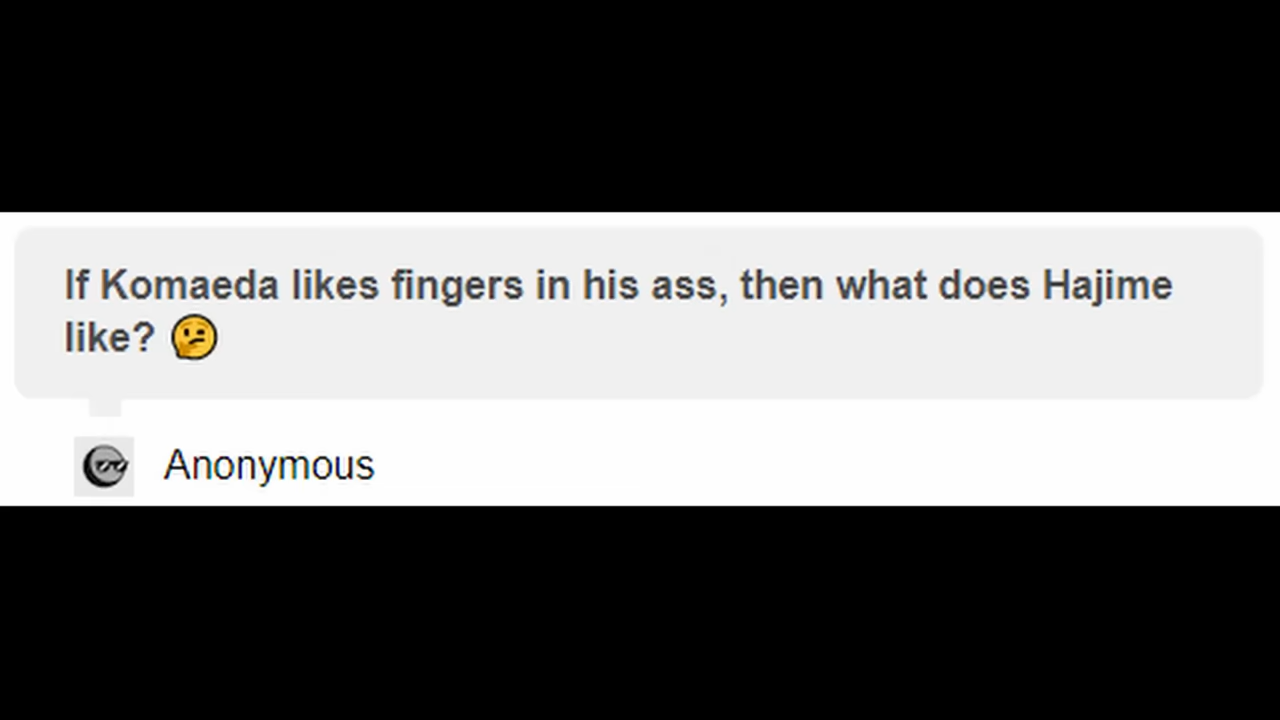 If Komaeda likes fingers in his ass, then what does Hajime
like? 🤔
Anonymous